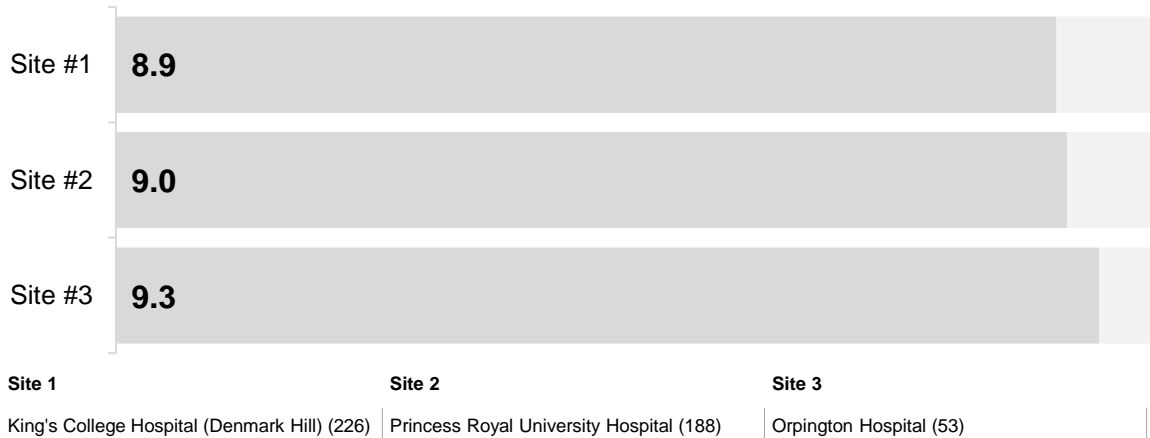 Site #1 8.9
Site #2 9.0
Site #3 9.3
Site 1 Site 2 Site 3
King's College Hospital (Denmark Hill) (226) Princess Royal University Hospital (188) Orpington Hospital (53)